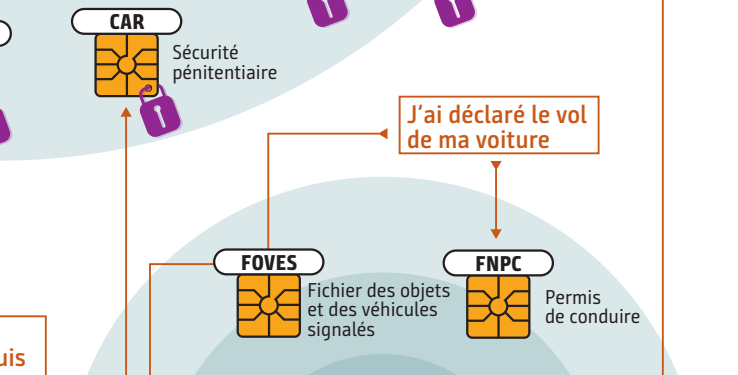 CAR
Sécurité
pénitentiaire
J'ai déclaré le vol
de ma voiture
FOVES
Fichier des objets
et des véhicules
signalés
FNPC
Permis
de conduire